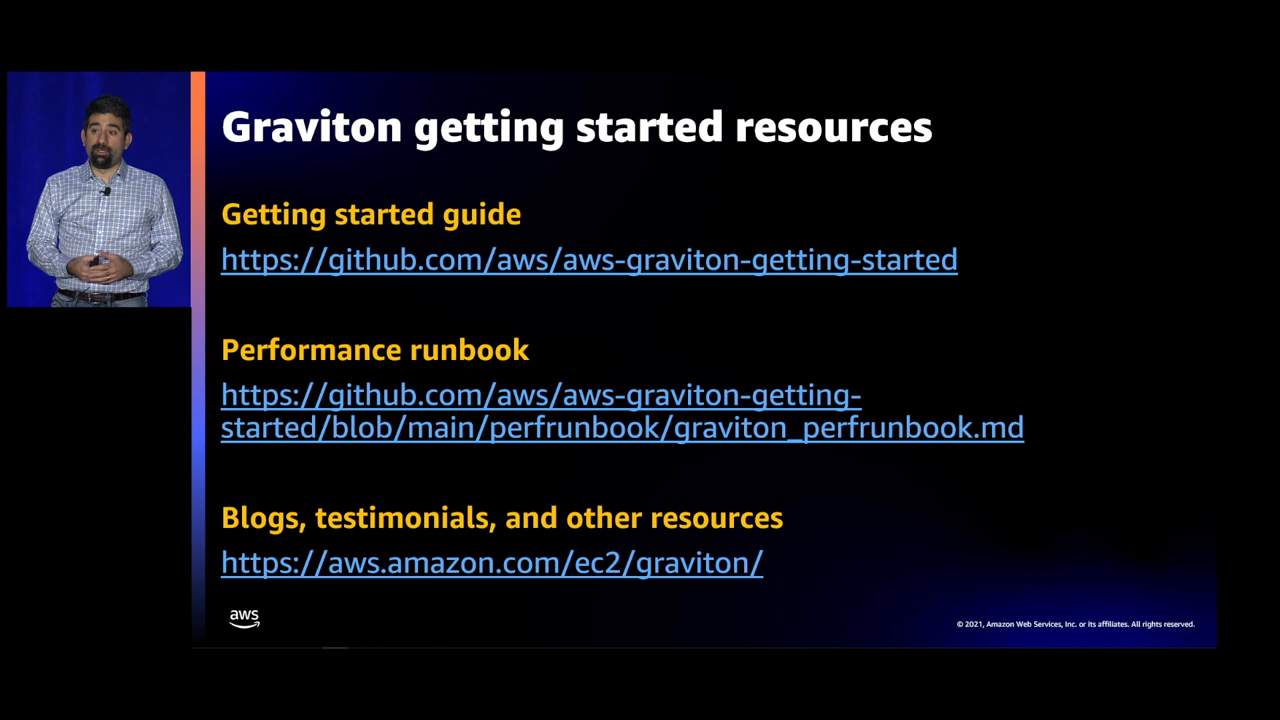 Graviton getting started resources
Getting started guide
https://github.com/aws/aws-graviton-getting-started
Performance runbook
https://github.com/aws/aws-graviton-getting-
started/blob/main/perfrunbook/graviton_perfrunbook.md
Blogs, testimonials, and other resources
https://aws.amazon.com/ec2/graviton/
aws
© 2021, Amazon Web Services, Inc. or its affiliates. All rights reserved.